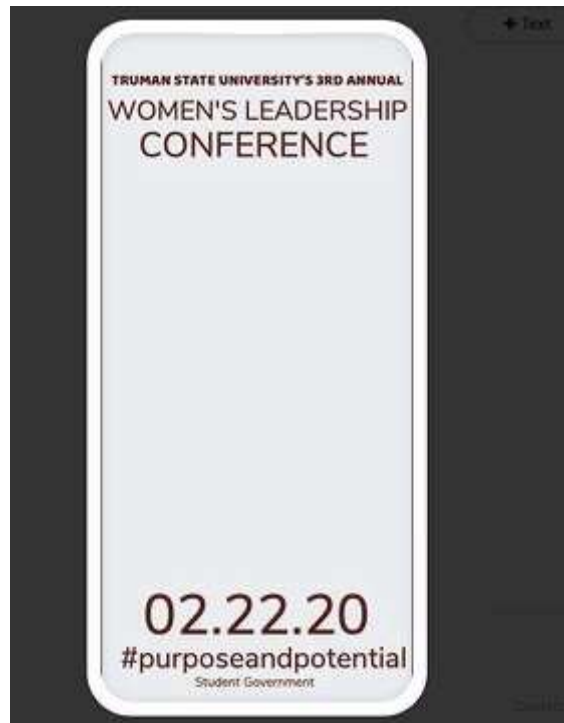 + Text
TRUMAN STATE UNIVERSITY'S 3RD ANNUAL
WOMEN'S LEADERSHIP
CONFERENCE
02.22.20
#purposeandpotential
Student Government